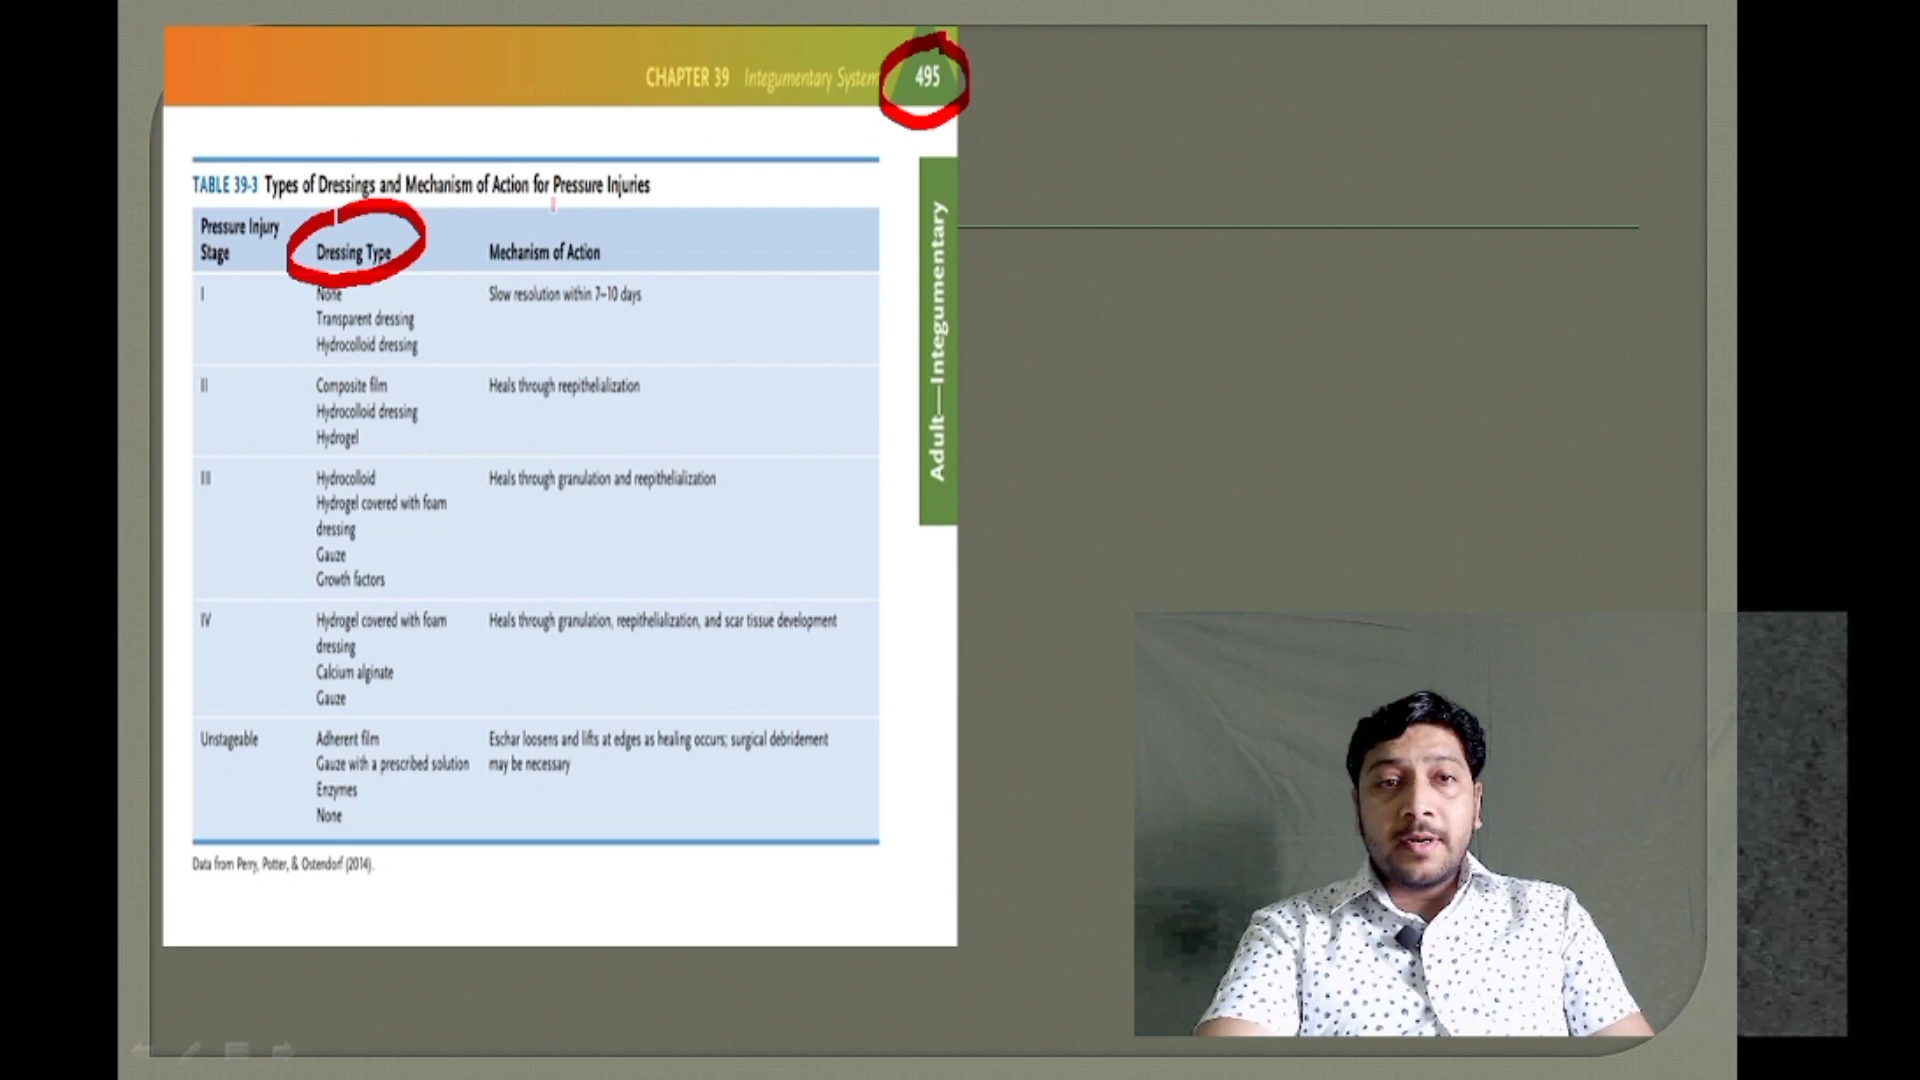 CHAPTER 39 Integumentary System 495
TABLE 39-3 Types of Dressings and Mechanism of Action for Pressure Injuries
Pressure Injury
Stage Dressing Type Mechanism of Action
I None Slow resolution within 7–10 days
Transparent dressing
Hydrocolloid dressing
II Composite film Heals through reepithelialization
Hydrocolloid dressing
Hydrogel
III Hydrocolloid Heals through granulation and reepithelialization
Hydrogel covered with foam
dressing
Gauze
Growth factors
IV Hydrogel covered with foam Heals through granulation, reepithelialization, and scar tissue development
dressing
Calcium alginate
Gauze
Unstageable Adherent film Eschar loosens and lifts at edges as healing occurs; surgical debridement
Gauze with a prescribed solution may be necessary
Enzymes
None
Data from Perry, Potter, & Ostendorf (2014).
Adult—Integumentary